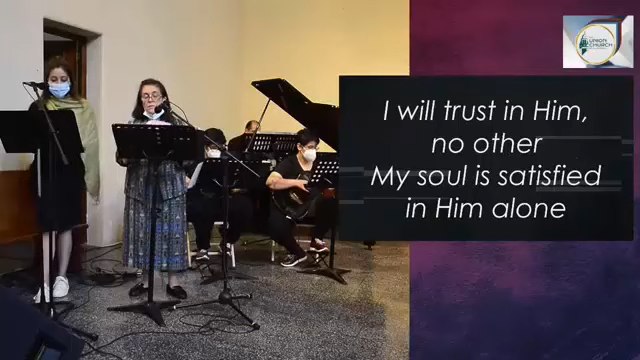 UNION
CHURCH
I will trust in Him,
no other
My soul is satisfied
in Him alone